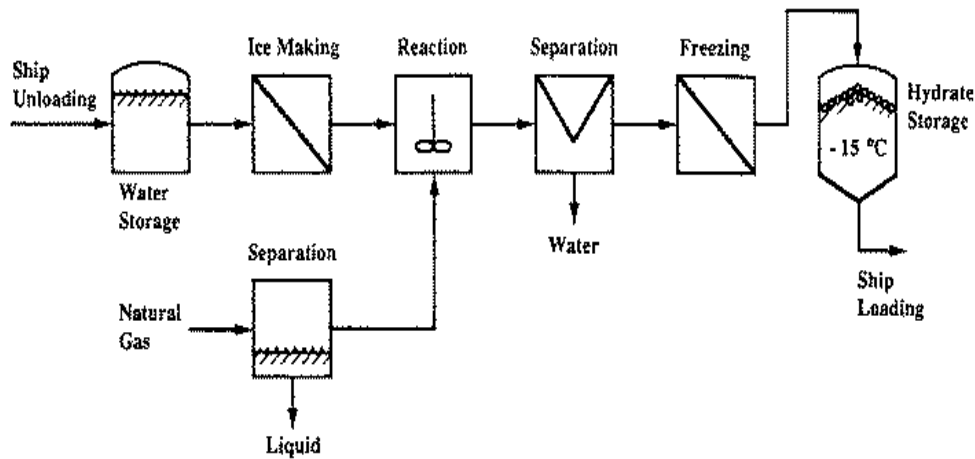 Ice Making
Reaction
Separation
Freezing
Ship
Unloading
Hydrate
Storage
- 15 °C
Water
Storage
Water
Separation
Ship
Loading
Natural
Gas
Liquid